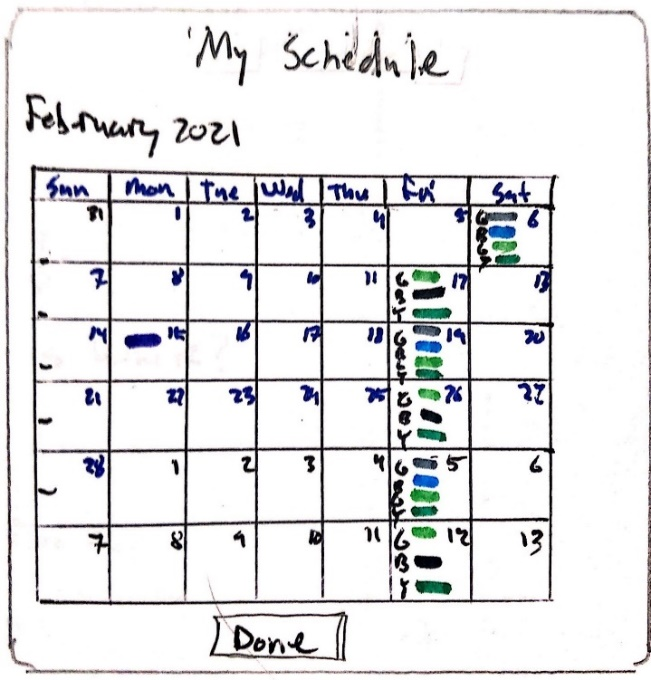 My Schedule
February 2021
Sun Mon Tue Wed Thu Fri Sat
31 1 2 3 4 5 G B G Y 6
7 8 9 10 11 G B Y 12 13
14 15 16 17 18 G B G Y 19 20
21 22 23 24 25 G B Y 26 27
28 1 2 3 4 G B G Y 5 6
7 8 9 10 11 G B Y 12 13
Done